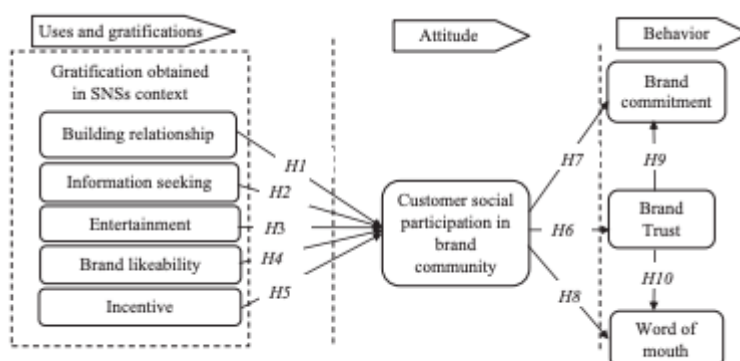 Uses and gratifications
Attitude
Behavior
Gratification obtained
in SNSs context
Building relationship
Information seeking
Entertainment
Brand likeability
Incentive
H1
H2
H3
H4
H5
Customer social
participation in
brand
community
H7
H6
H8
Brand
commitment
H9
Brand
Trust
H10
Word of
mouth